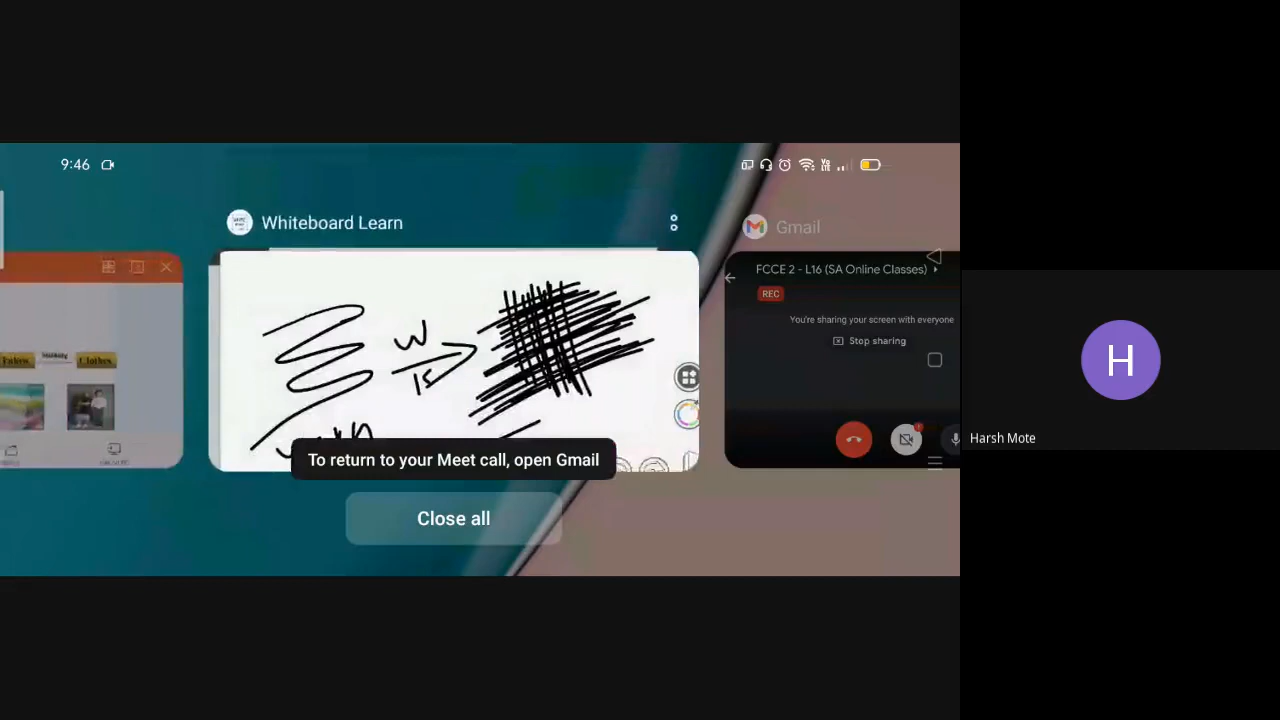 9:46
Whiteboard Learn
Gmail
FCCE 2 - L16 (SA Online Classes)
REC
You're sharing your screen with everyone
Stop sharing
Clothes
W
To return to your Meet call, open Gmail
Close all
H
Harsh Mote